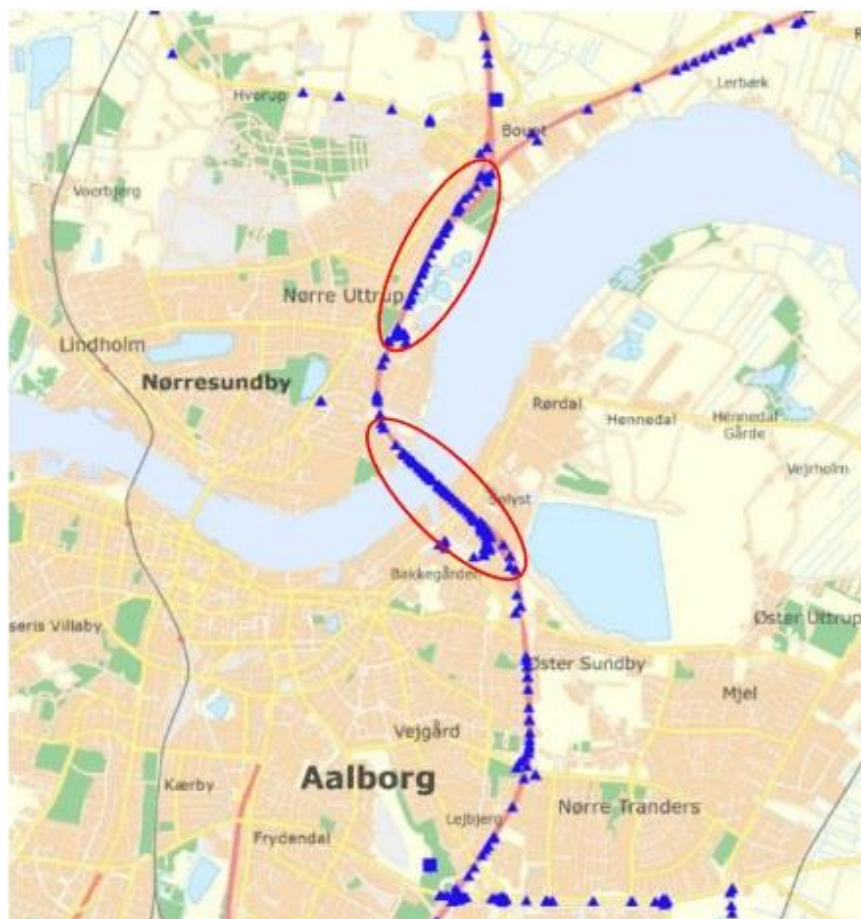 Lerbæk
Hvorup
Bouet
Voerbjerg
Nørre Uttrup
Lindholm
Nørresundby
Rørdal
Hennedal
Hennedal
Gårde
Vejrholm
Sølyst
Bakkegårder
seris Villaby
Øster Uttrup
Øster Sundby
Mjel
Vejgård
Aalborg
Kærby
Nørre Tranders
Lejbjerg
Frydendal